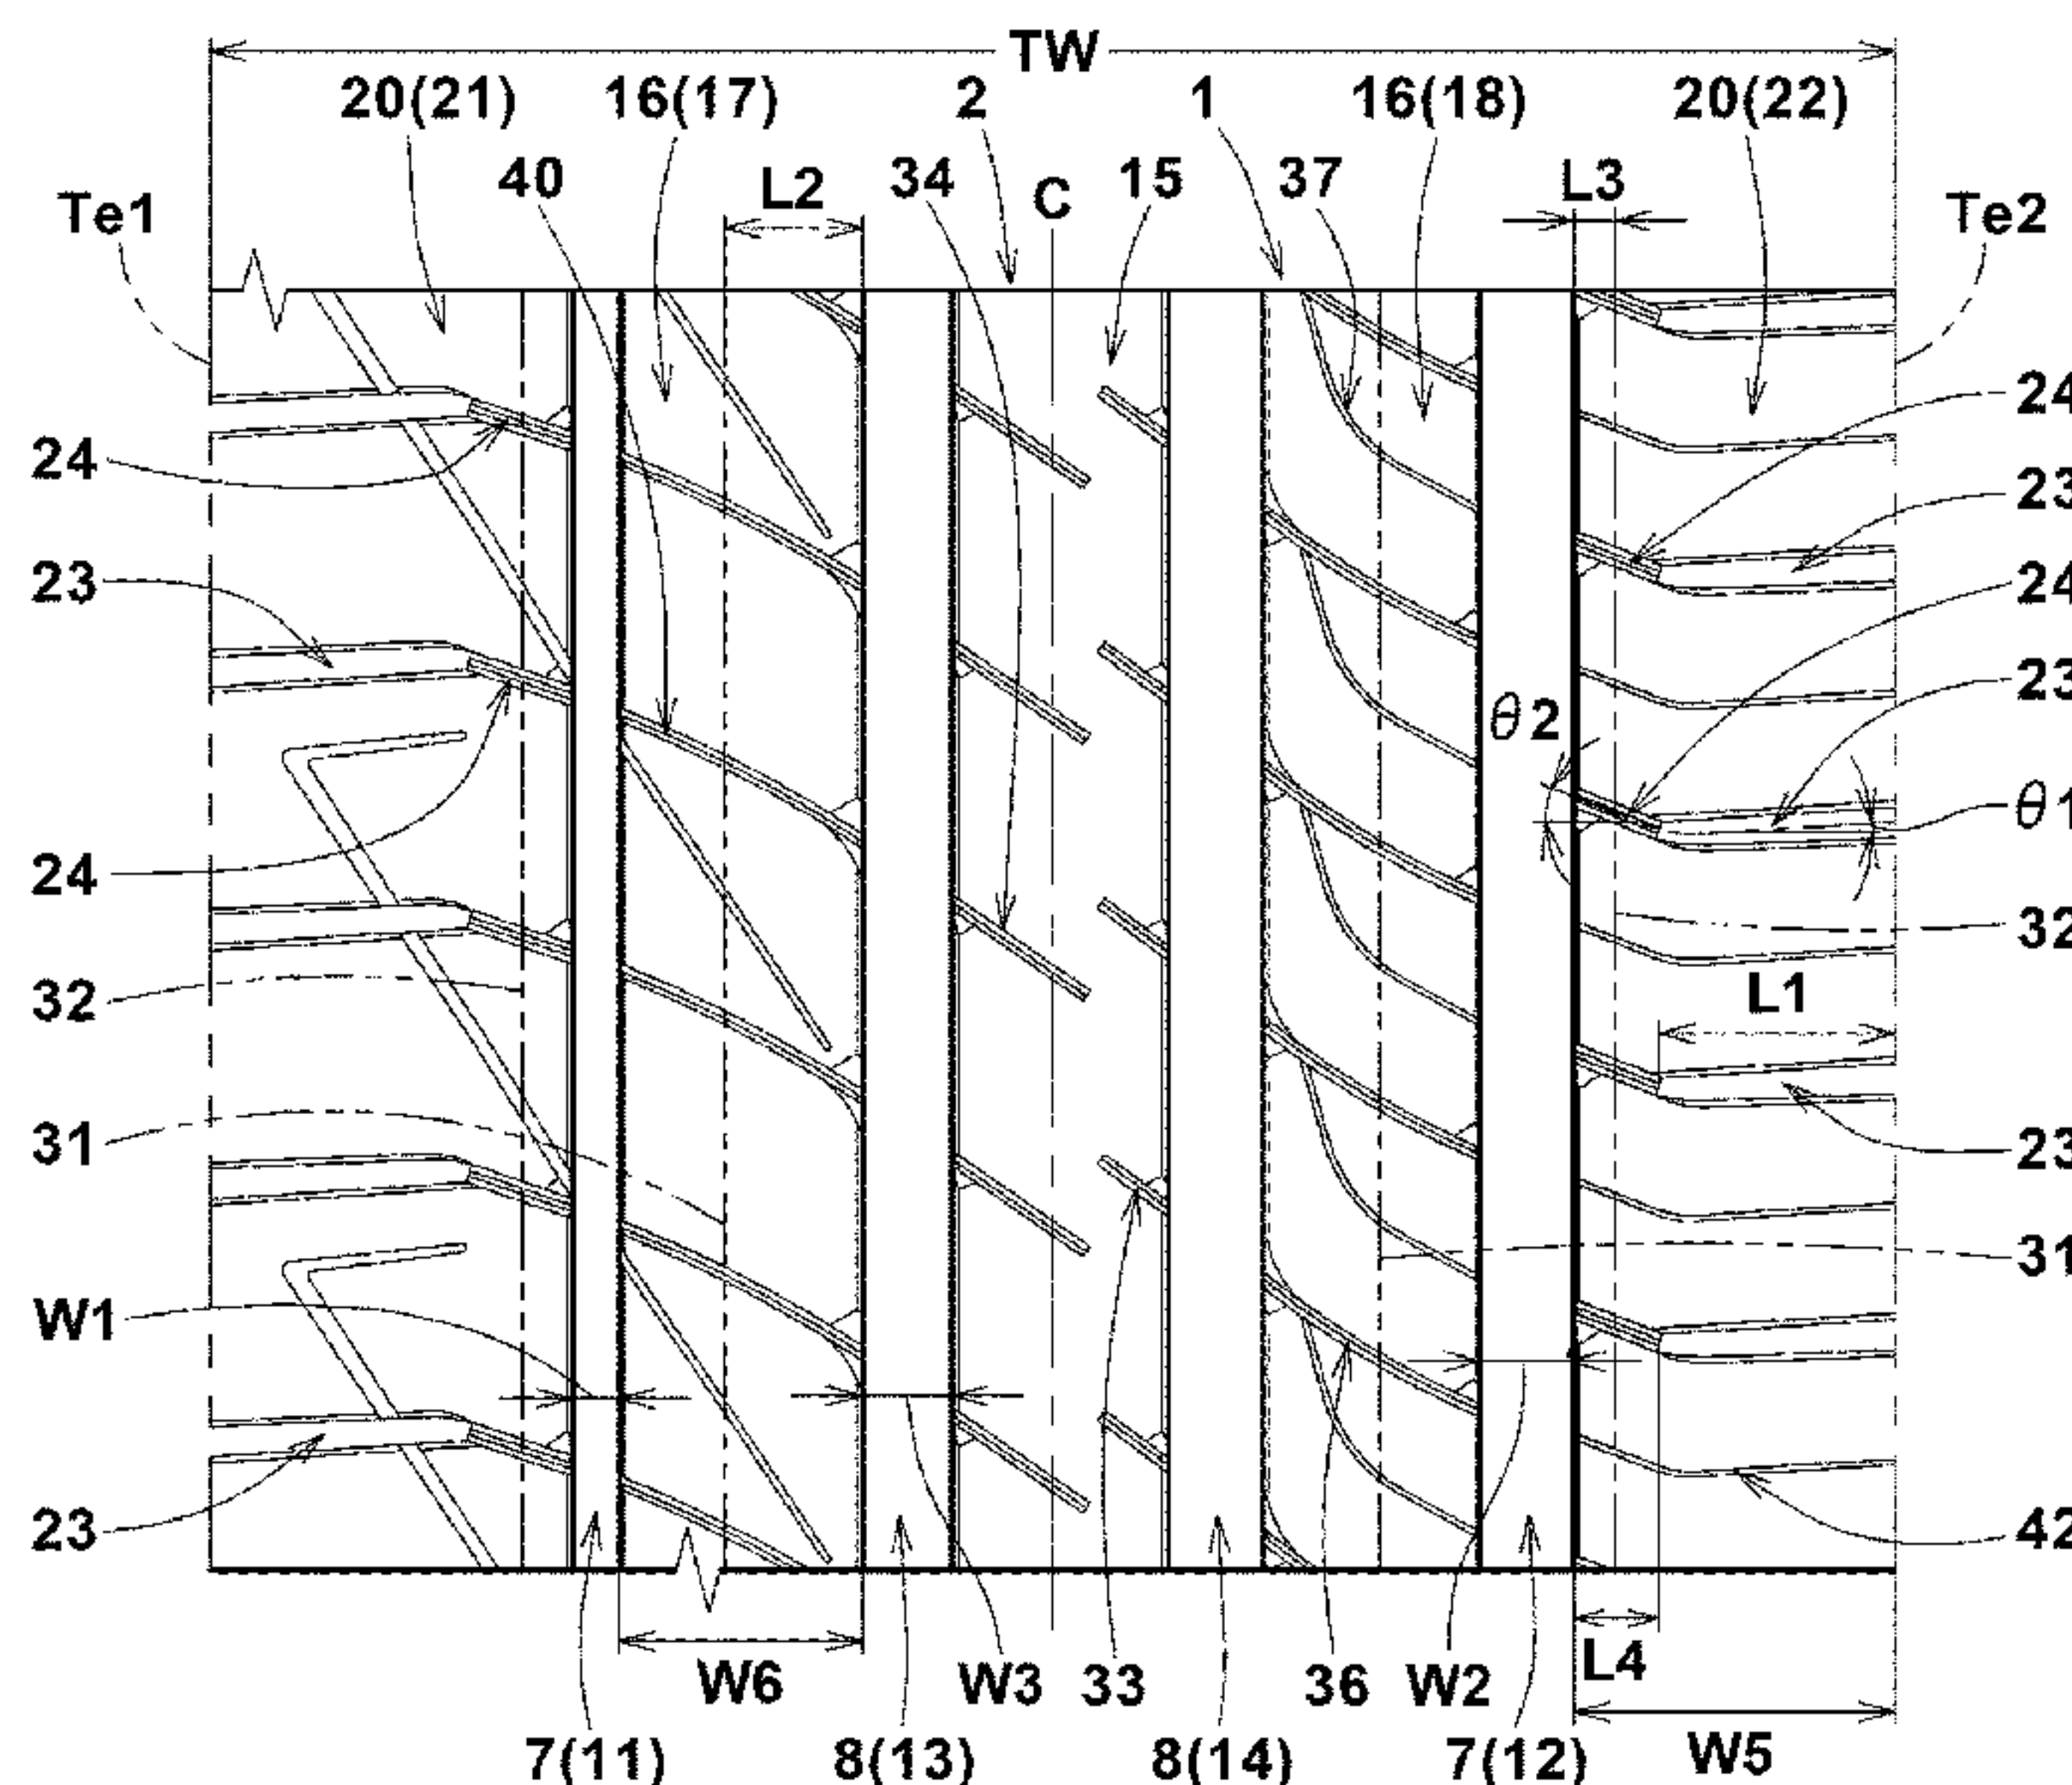 TW
20(21) 16(17) 2 1 16(18) 20(22)
40 L2 34 C 15 37 L3
Te1 Te2
24
24
23
23
24
θ2
23
θ1
24
32
32
L1
31
23
31
W1
23
42
W6 W3 33 36 W2 L4
7(11) 8(13) 8(14) 7(12) W5